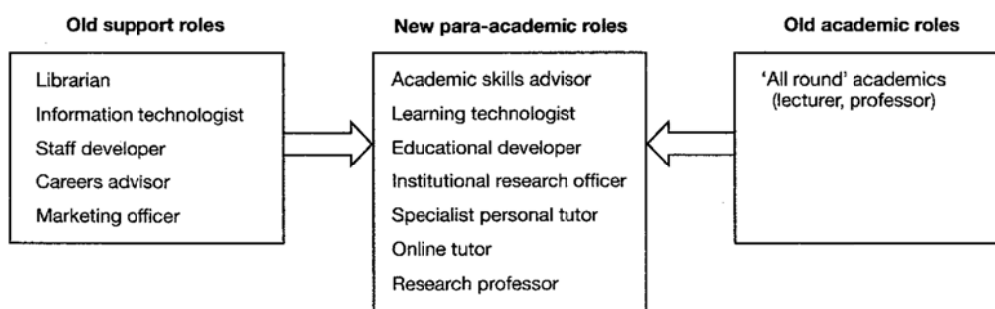 Old support roles
Librarian
Information technologist
Staff developer
Careers advisor
Marketing officer
New para-academic roles
Academic skills advisor
Learning technologist
Educational developer
Institutional research officer
Specialist personal tutor
Online tutor
Research professor
Old academic roles
‘All round’ academics
(lecturer, professor)